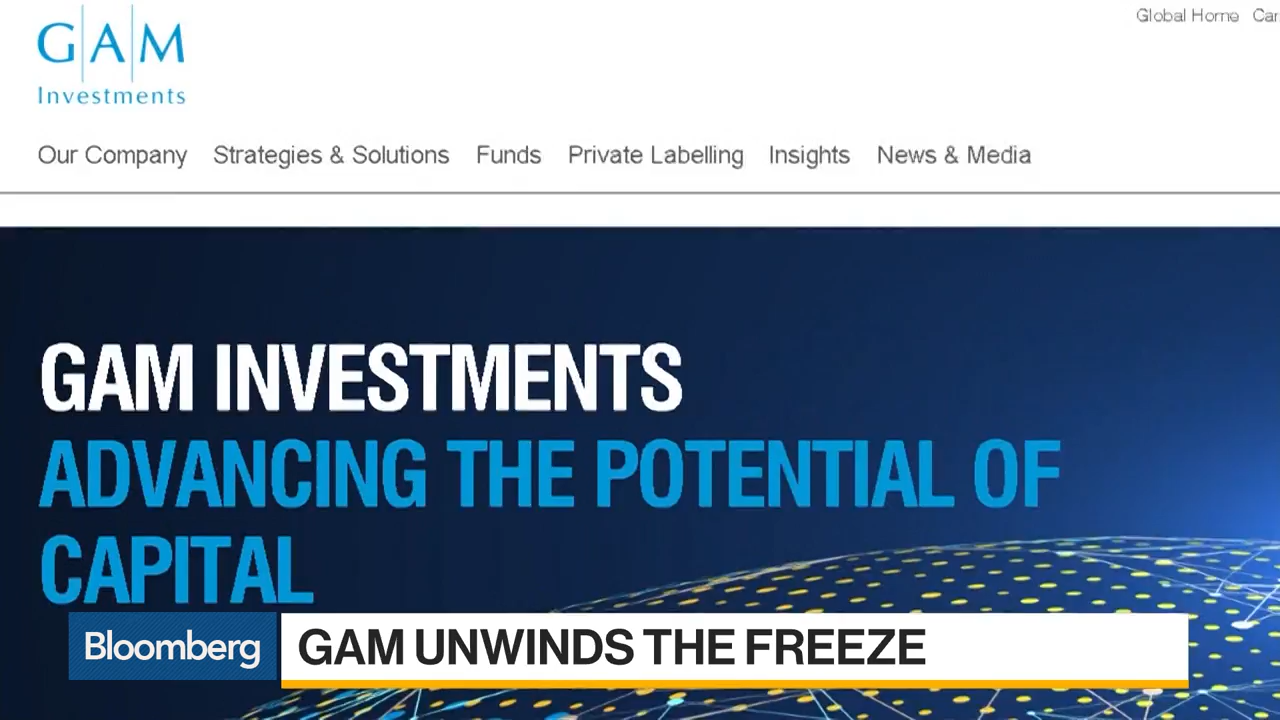 Global Home
G|A|M
Investments
Our Company Strategies & Solutions Funds Private Labelling Insights News & Media
GAM INVESTMENTS
ADVANCING THE POTENTIAL OF
CAPITAL
Bloomberg GAM UNWINDS THE FREEZE